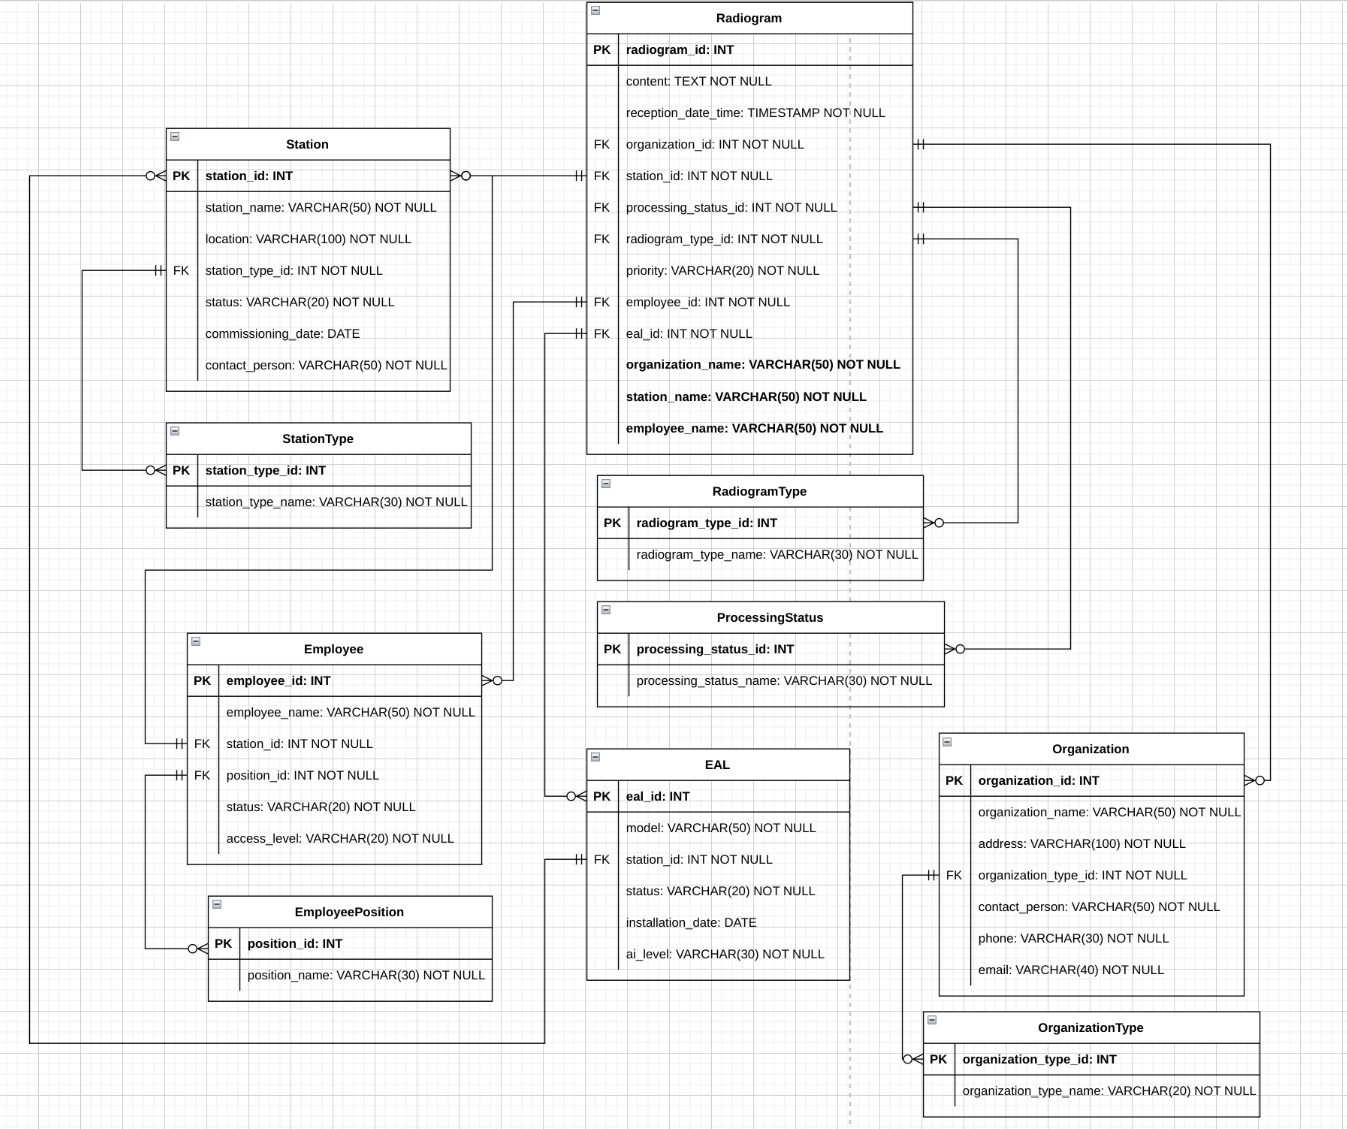 Radiogram
PK radiogram_id: INT
content: TEXT NOT NULL
reception_date_time: TIMESTAMP NOT NULL
FK organization_id: INT NOT NULL
FK station_id: INT NOT NULL
FK processing_status_id: INT NOT NULL
FK radiogram_type_id: INT NOT NULL
priority: VARCHAR(20) NOT NULL
FK employee_id: INT NOT NULL
FK eal_id: INT NOT NULL
organization_name: VARCHAR(50) NOT NULL
station_name: VARCHAR(50) NOT NULL
employee_name: VARCHAR(50) NOT NULL
Station
PK station_id: INT
station_name: VARCHAR(50) NOT NULL
location: VARCHAR(100) NOT NULL
FK station_type_id: INT NOT NULL
status: VARCHAR(20) NOT NULL
commissioning_date: DATE
contact_person: VARCHAR(50) NOT NULL
StationType
PK station_type_id: INT
station_type_name: VARCHAR(30) NOT NULL
RadiogramType
PK radiogram_type_id: INT
radiogram_type_name: VARCHAR(30) NOT NULL
ProcessingStatus
PK processing_status_id: INT
processing_status_name: VARCHAR(30) NOT NULL
Employee
PK employee_id: INT
employee_name: VARCHAR(50) NOT NULL
FK station_id: INT NOT NULL
FK position_id: INT NOT NULL
status: VARCHAR(20) NOT NULL
access_level: VARCHAR(20) NOT NULL
EmployeePosition
PK position_id: INT
position_name: VARCHAR(30) NOT NULL
EAL
PK eal_id: INT
model: VARCHAR(50) NOT NULL
FK station_id: INT NOT NULL
status: VARCHAR(20) NOT NULL
installation_date: DATE
ai_level: VARCHAR(30) NOT NULL
Organization
PK organization_id: INT
organization_name: VARCHAR(50) NOT NULL
address: VARCHAR(100) NOT NULL
FK organization_type_id: INT NOT NULL
contact_person: VARCHAR(50) NOT NULL
phone: VARCHAR(30) NOT NULL
email: VARCHAR(40) NOT NULL
OrganizationType
PK organization_type_id: INT
organization_type_name: VARCHAR(20) NOT NULL